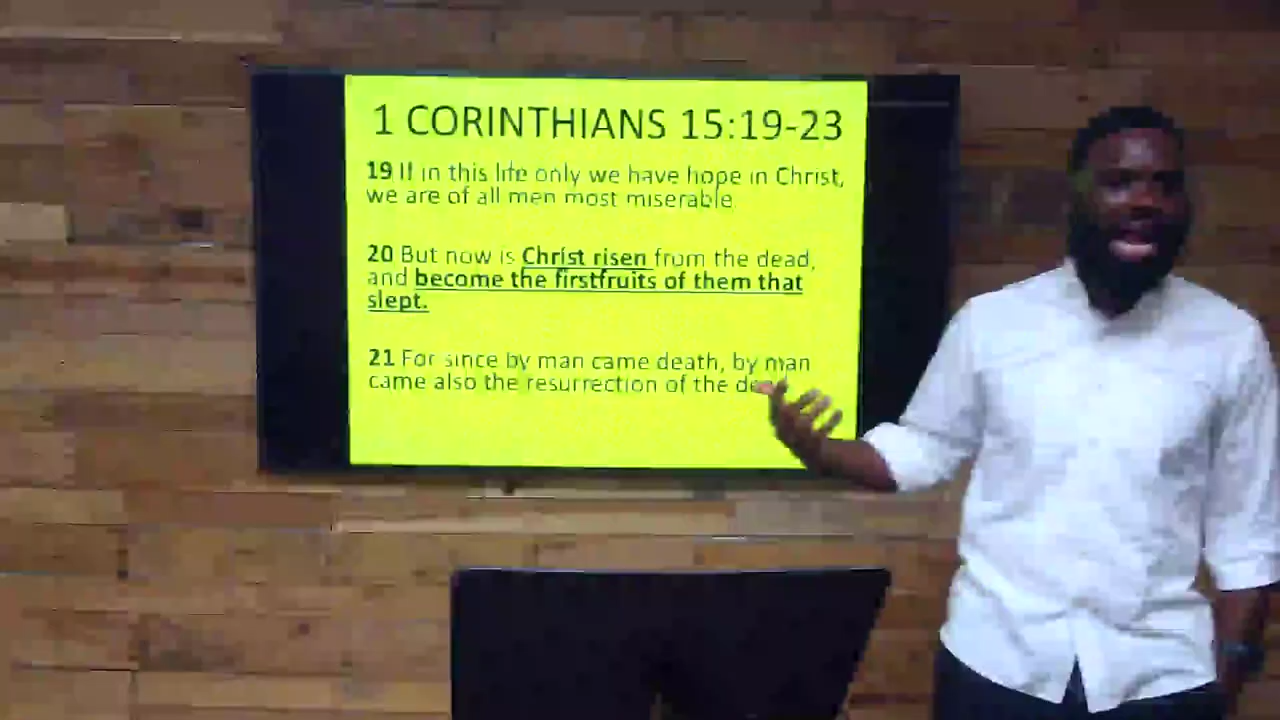 1 CORINTHIANS 15:19-23
19 If in this life only we have hope in Christ,
we are of all men most miserable.
20 But now is Christ risen from the dead,
and become the firstfruits of them that
slept.
21 For since by man came death, by man
came also the resurrection of the